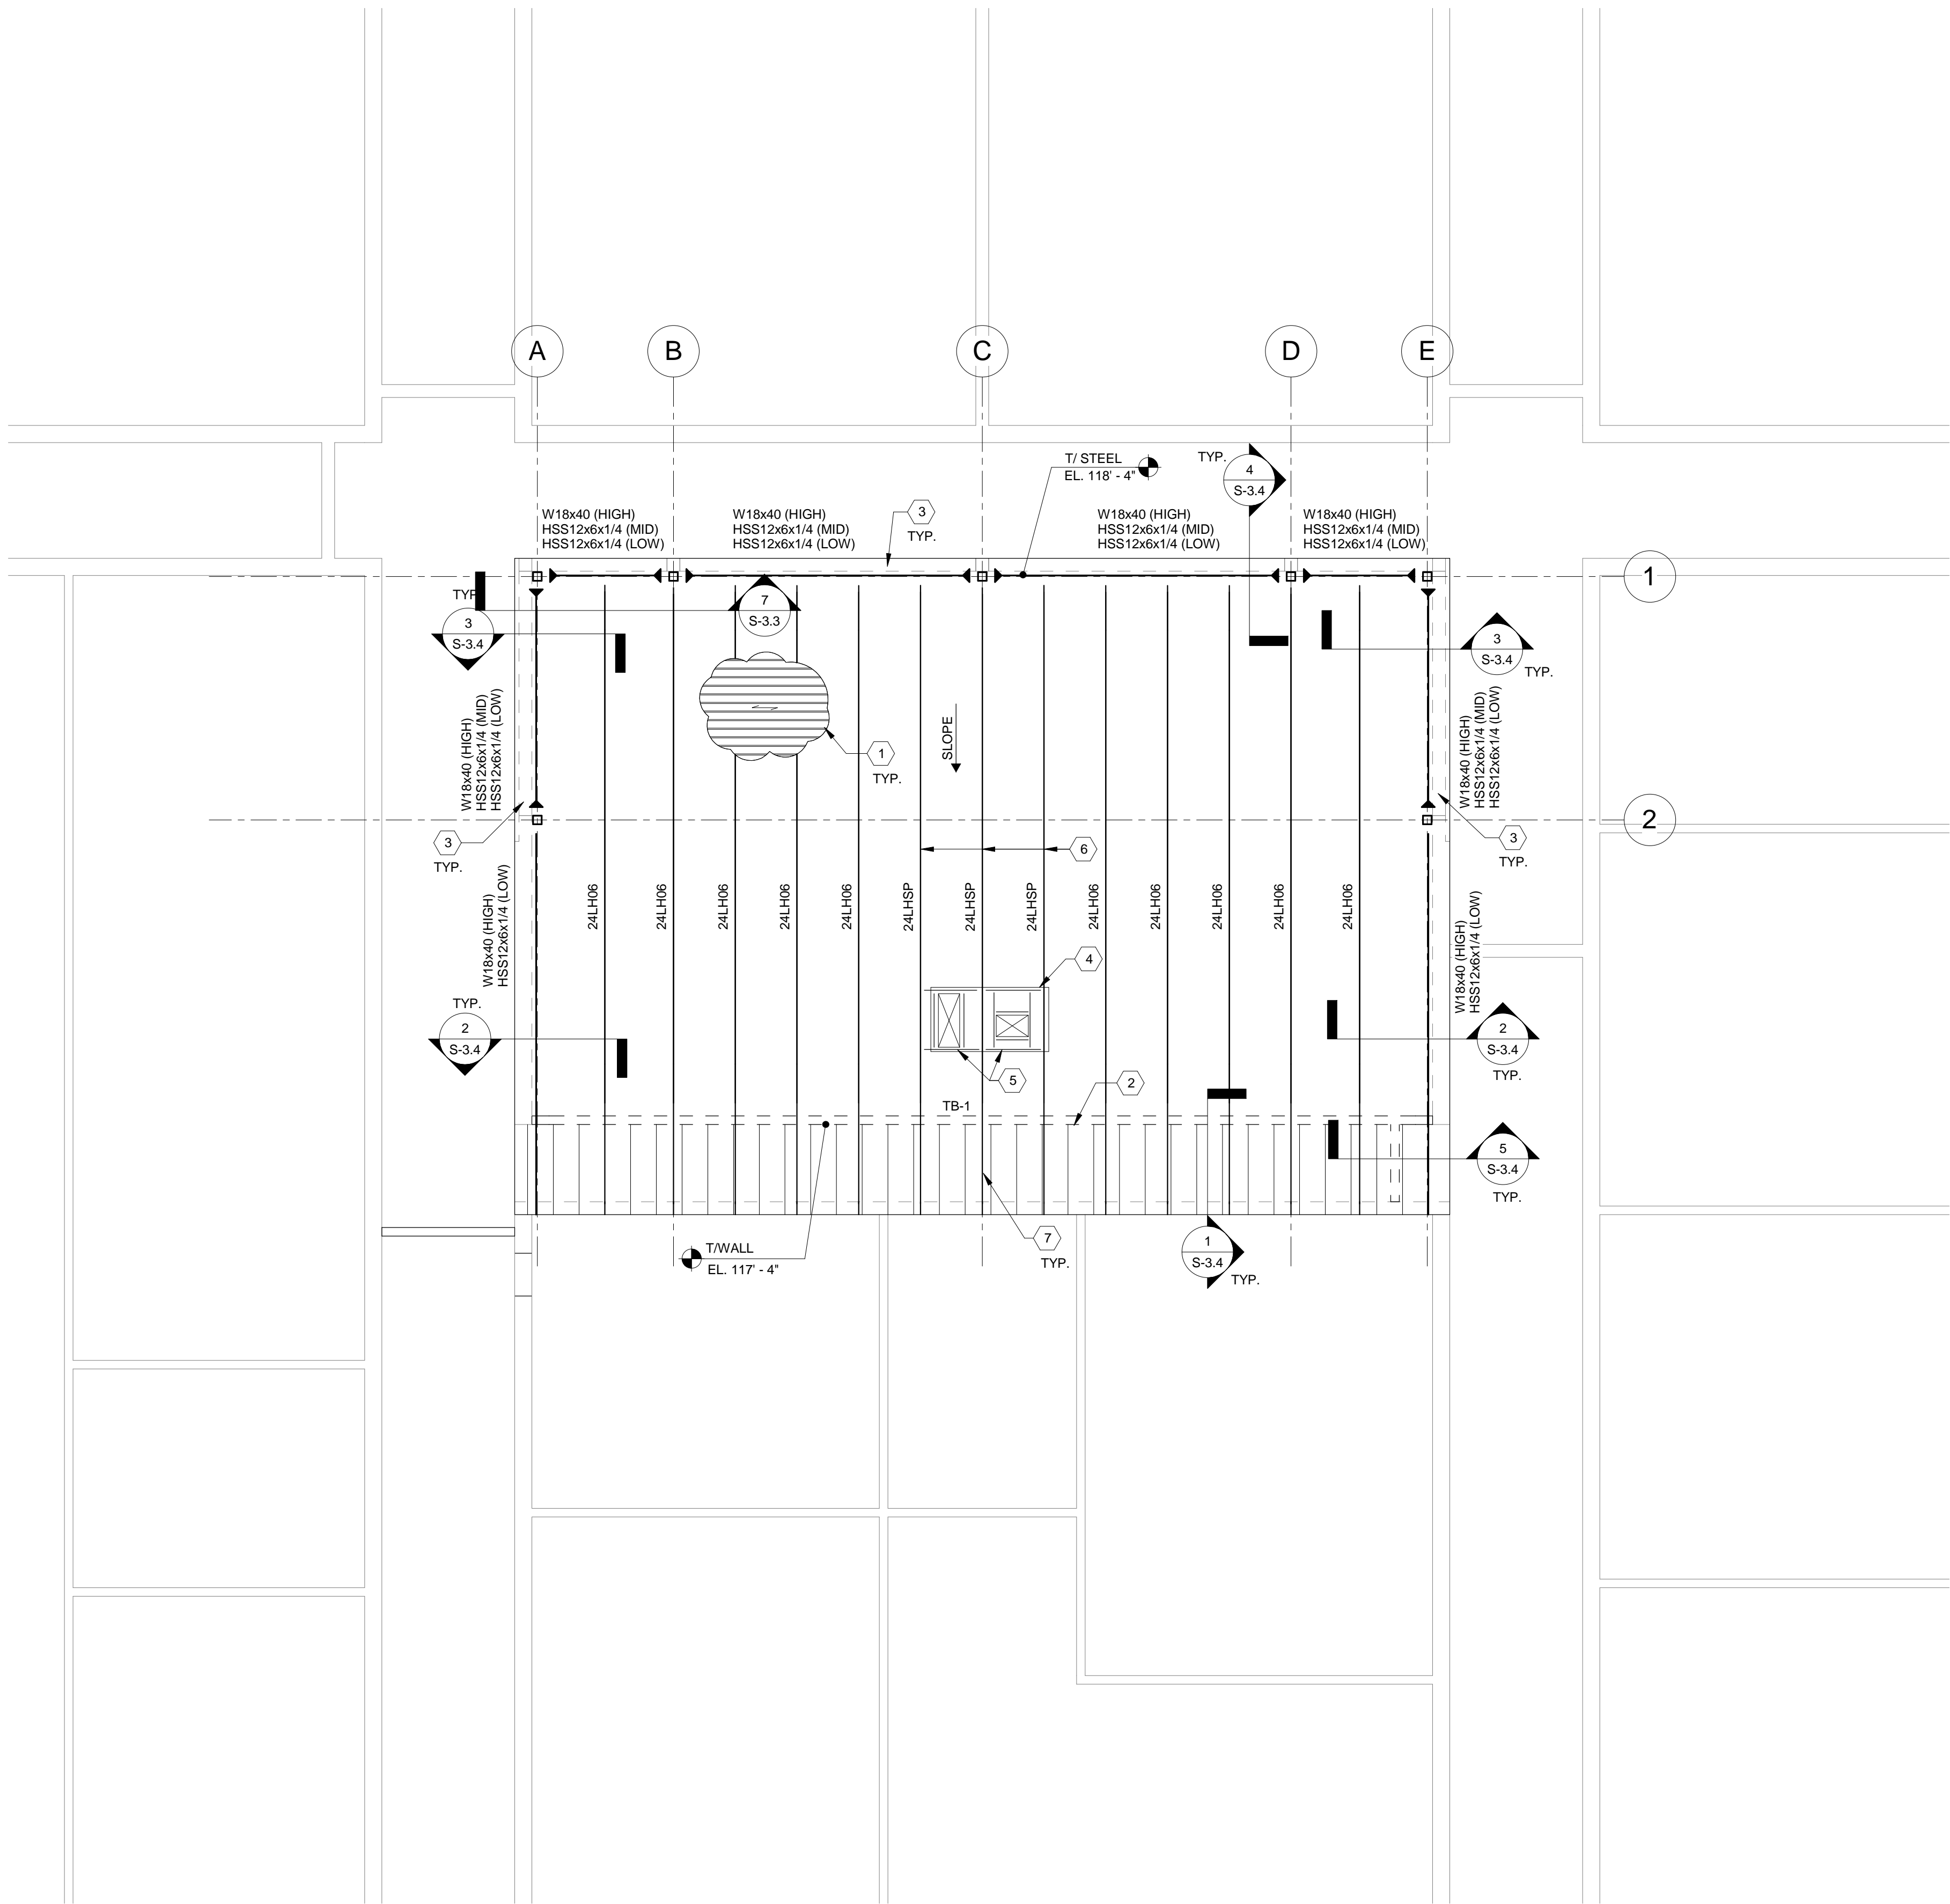 A
B
C
D
E
T/ STEEL
EL. 118' - 4"
TYP.
4
S-3.4
3
TYP.
W18x40 (HIGH)
HSS12x6x1/4 (MID)
HSS12x6x1/4 (LOW)
W18x40 (HIGH)
HSS12x6x1/4 (MID)
HSS12x6x1/4 (LOW)
W18x40 (HIGH)
HSS12x6x1/4 (MID)
HSS12x6x1/4 (LOW)
W18x40 (HIGH)
HSS12x6x1/4 (MID)
HSS12x6x1/4 (LOW)
1
TYP.
3
S-3.4
7
S-3.3
3
S-3.4
TYP.
W18x40 (HIGH)
HSS12x6x1/4 (MID)
HSS12x6x1/4 (LOW)
SLOPE
1
TYP.
W18x40 (HIGH)
HSS12x6x1/4 (MID)
HSS12x6x1/4 (LOW)
2
3
TYP.
6
3
TYP.
W18x40 (HIGH)
HSS12x6x1/4 (LOW)
24LH06
24LH06
24LH06
24LH06
24LH06
24LHSP
24LHSP
24LHSP
24LH06
24LH06
24LH06
24LH06
24LH06
W18x40 (HIGH)
HSS12x6x1/4 (LOW)
4
TYP.
2
S-3.4
2
S-3.4
TYP.
5
2
TB-1
5
S-3.4
TYP.
7
TYP.
T/WALL
EL. 117' - 4"
1
S-3.4
TYP.